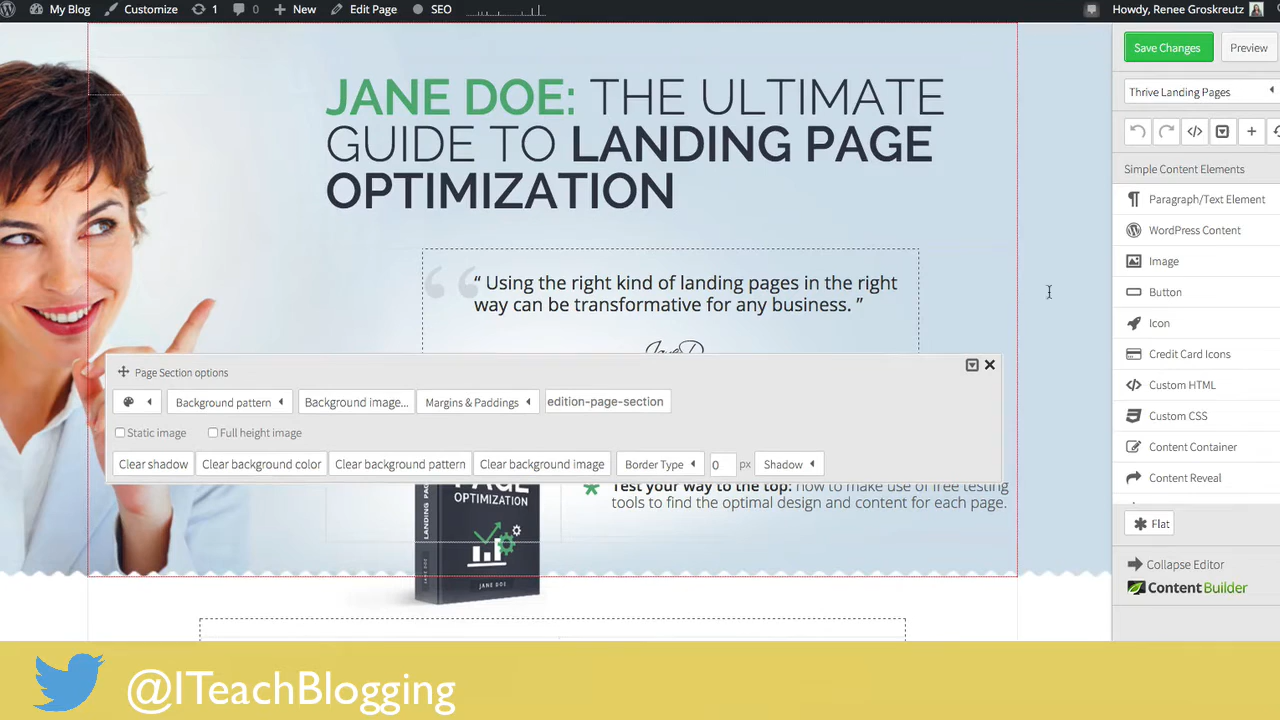 My Blog Customize 1 0 New Edit Page SEO Howdy, Renee Groskreutz
Save Changes Preview
Thrive Landing Pages
Simple Content Elements
Paragraph/Text Element
WordPress Content
Image
Button
Icon
Credit Card Icons
Custom HTML
Custom CSS
Content Container
Content Reveal
Flat
Collapse Editor
Content Builder
JANE DOE: THE ULTIMATE
GUIDE TO LANDING PAGE
OPTIMIZATION
“ Using the right kind of landing pages in the right
way can be transformative for any business. ”
Page Section options
Background pattern Background image... Margins & Paddings edition-page-section
Static image Full height image
Clear shadow Clear background color Clear background pattern Clear background image Border Type 0 px Shadow
Test your way to the top: how to make use of free testing
tools to find the optimal design and content for each page.
PAGE
OPTIMIZATION
JANE DOE
LANDING
@ITeachBlogging